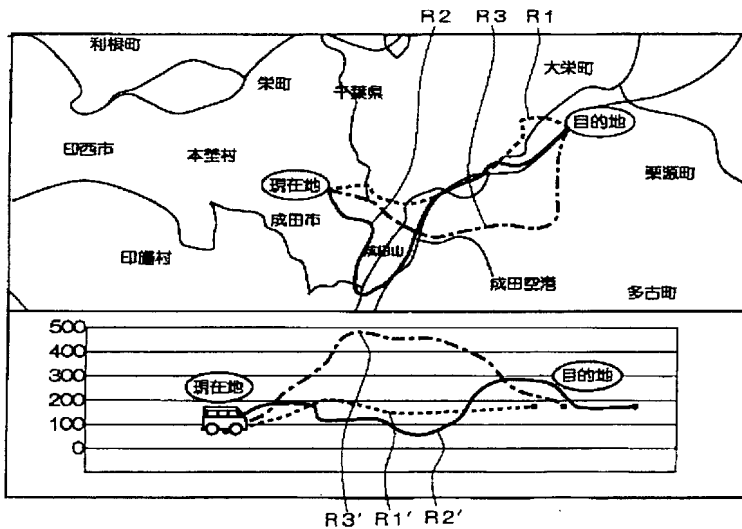 R2 R3 R1
利根町
栄町
千葉県
大栄町
目的地
印西市
本埜村
現在地
栗源町
成田市
成田山
印旛村
成田空港
多古町
500
400
300
200
100
0
現在地
目的地
R3' R1' R2'